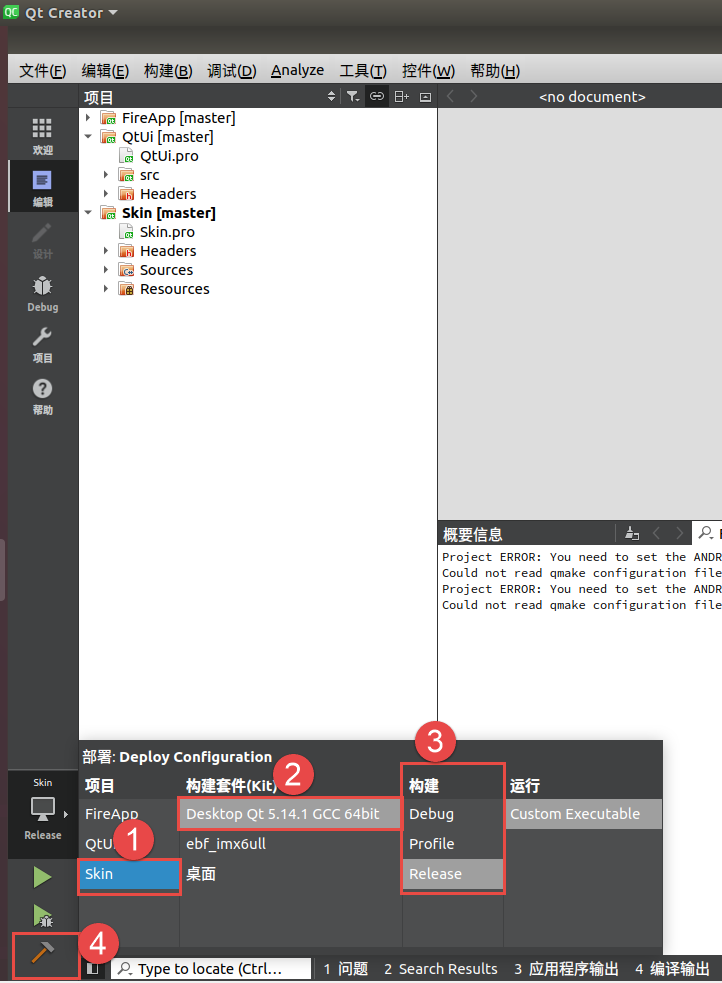 QC Qt Creator
文件(F) 编辑(E) 构建(B) 调试(D) Analyze 工具(T) 控件(W) 帮助(H)
项目
<no document>
欢迎
编辑
设计
Debug
项目
帮助
FireApp [master]
QtUi [master]
QtUi.pro
src
Headers
Skin [master]
Skin.pro
Headers
Sources
Resources
概要信息
Project ERROR: You need to set the ANDR
Could not read qmake configuration file
Project ERROR: You need to set the ANDR
Could not read qmake configuration file
部署: Deploy Configuration
3
2
项目 构建套件(Kit) 构建 运行
FireApp Desktop Qt 5.14.1 GCC 64bit Debug Custom Executable
1
QtU ebf_imx6ull Profile
Skin 桌面 Release
Skin
Release
4
Type to locate (Ctrl... 1 问题 2 Search Results 3 应用程序输出 4 编译输出